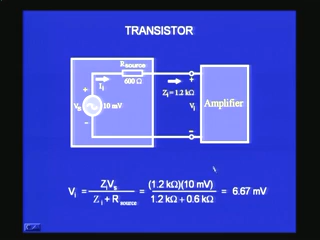 TRANSISTOR
Rsource
600 Ω
Ii
+
+
Zi = 1.2 kΩ
Amplifier
Vs
10 mV
Vi
−
−
Vi = ZiVs / Zi + Rsource = (1.2 kΩ)(10 mV) / 1.2 kΩ + 0.6 kΩ = 6.67 mV